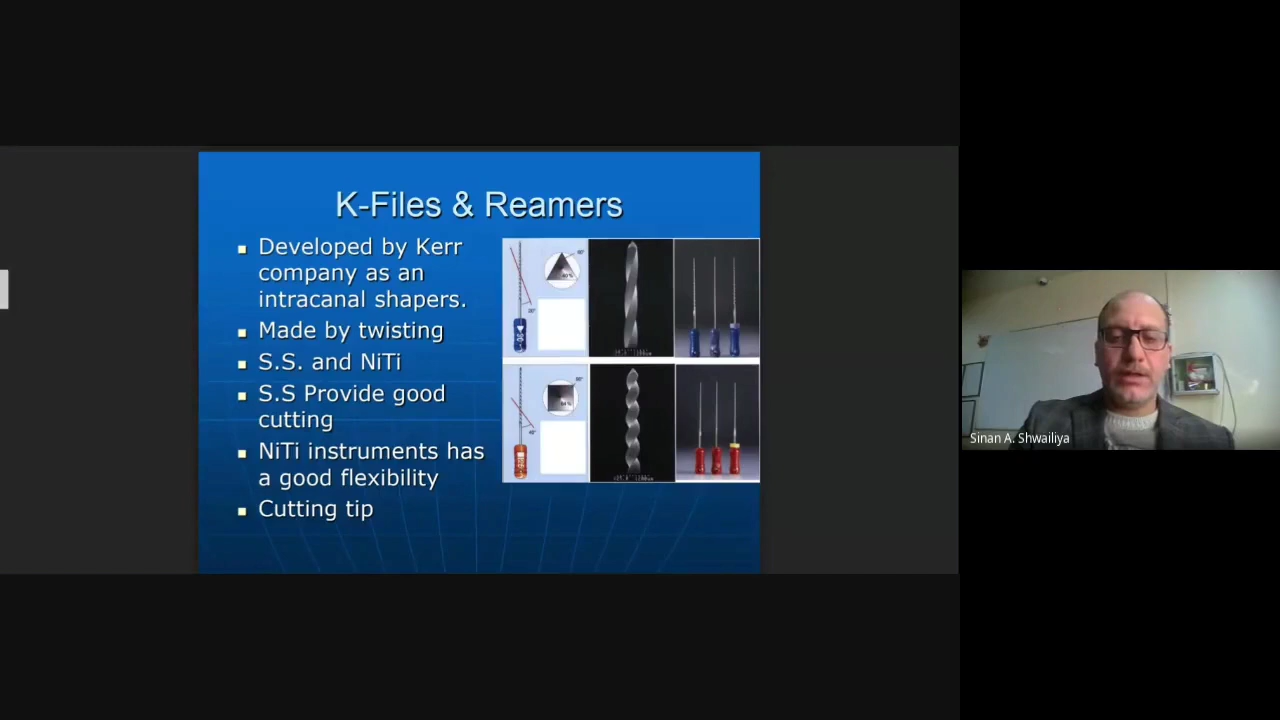 K-Files & Reamers
Developed by Kerr
company as an
intracanal shapers.
Made by twisting
S.S. and NiTi
S.S Provide good
cutting
NiTi instruments has
a good flexibility
Cutting tip
Sinan A. Shwailiya